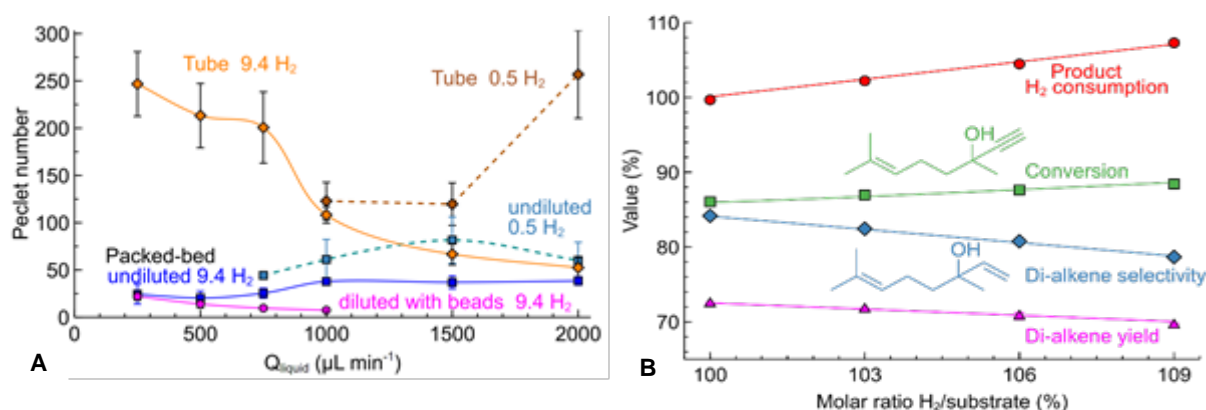 300
250
200
150
100
50
0
Peclet number
Tube 9.4 H₂
Tube 0.5 H₂
undiluted
0.5 H₂
Packed-bed
undiluted 9.4 H₂
diluted with beads 9.4 H₂
0 500 1000 1500 2000
Qliquid (µL min⁻¹)
A
110
100
90
80
70
Value (%)
Product
H₂ consumption
OH
Conversion
OH
Di-alkene selectivity
Di-alkene yield
100 103 106 109
Molar ratio H₂/substrate (%)
B